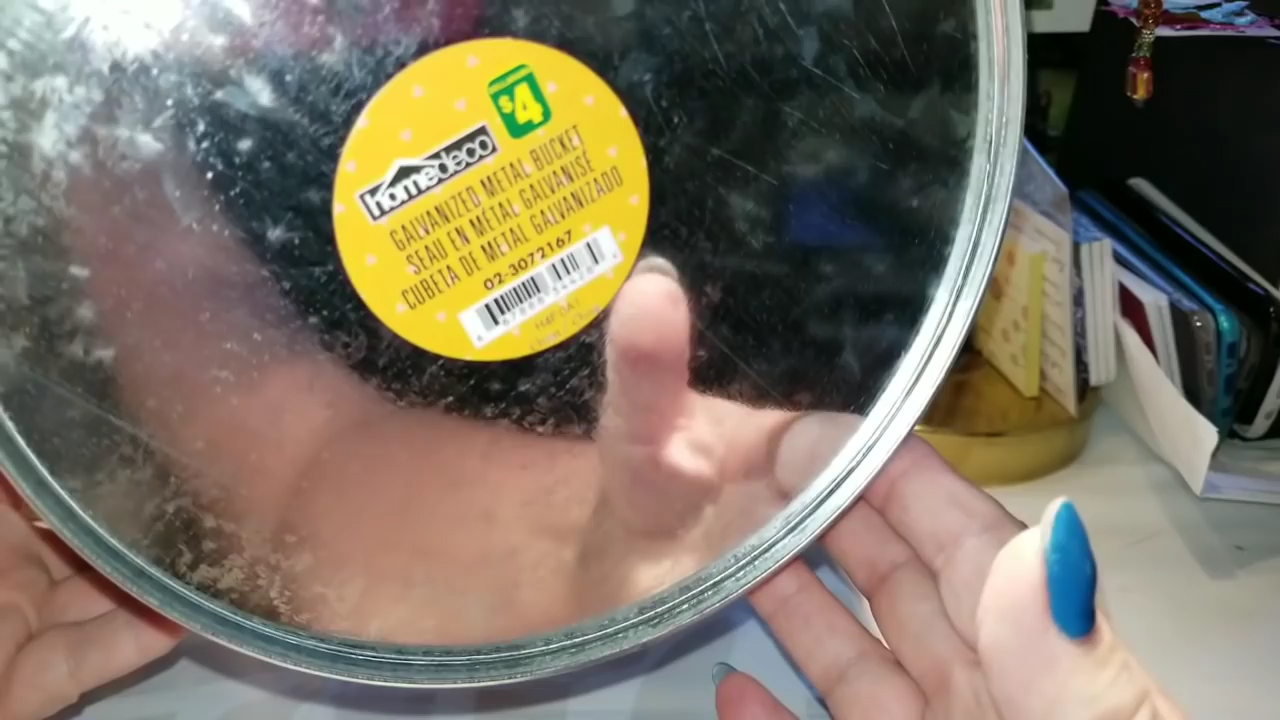 $4
homedeco
GALVANIZED METAL BUCKET
SEAU EN MÉTAL GALVANISÉ
CUBETA DE METAL GALVANIZADO
02-3072167